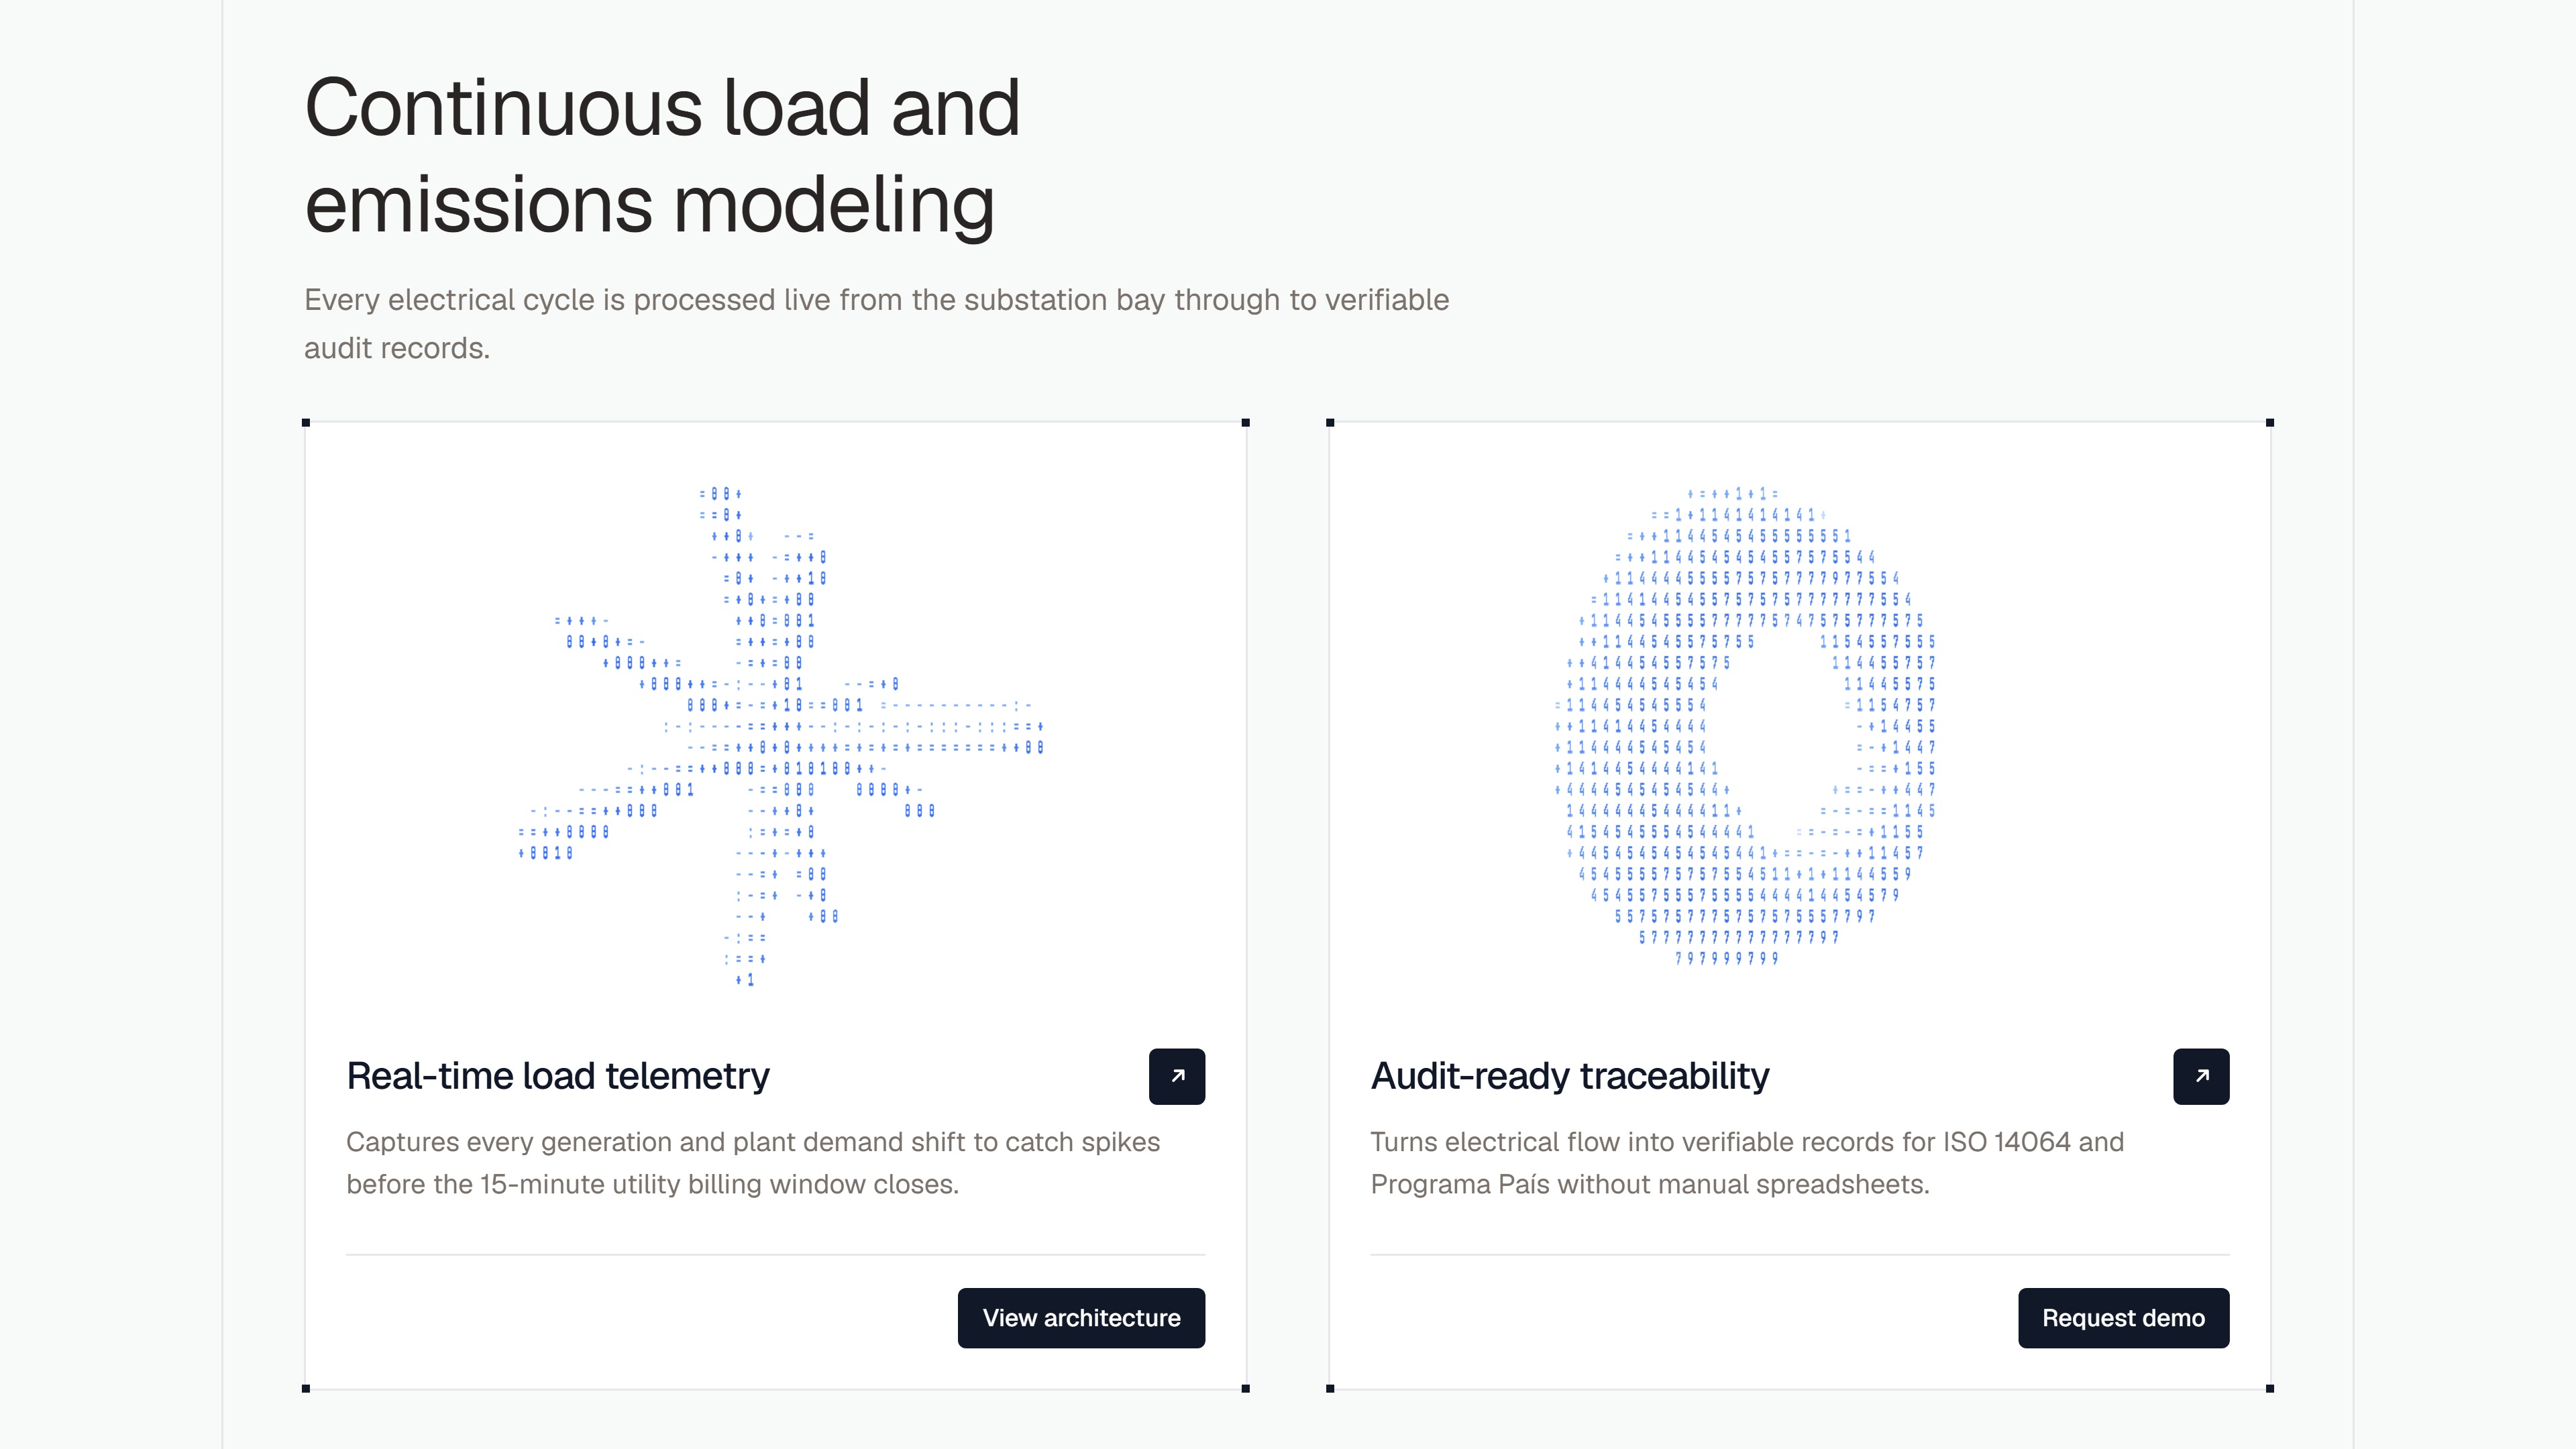 Continuous load and
emissions modeling
Every electrical cycle is processed live from the substation bay through to verifiable
audit records.
Real-time load telemetry
Captures every generation and plant demand shift to catch spikes
before the 15-minute utility billing window closes.
View architecture
Audit-ready traceability
Turns electrical flow into verifiable records for ISO 14064 and
Programa País without manual spreadsheets.
Request demo